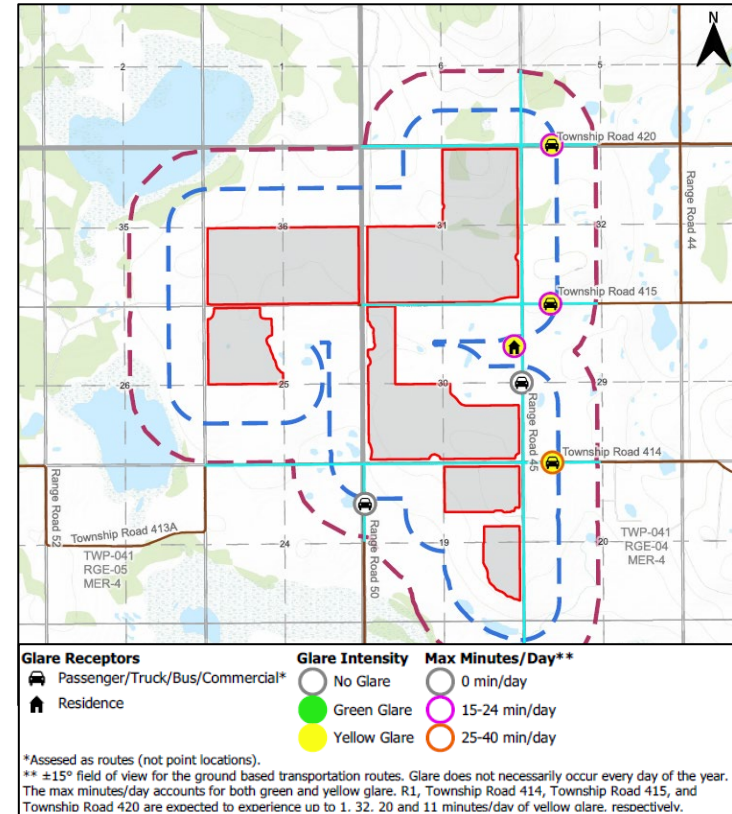 N
2
1
6
5
Township Road 420
35
36
31
32
Range Road 44
Township Road 415
26
25
30
29
Range Road 45
Township Road 414
Range Road 52
Township Road 413A
Range Road 50
24
19
20
TWP-041
RGE-05
MER-4
TWP-041
RGE-04
MER-4
Glare Receptors
Passenger/Truck/Bus/Commercial*
Residence
Glare Intensity
No Glare
Green Glare
Yellow Glare
Max Minutes/Day**
0 min/day
15-24 min/day
25-40 min/day
*Assesed as routes (not point locations).
** ±15° field of view for the ground based transportation routes. Glare does not necessarily occur every day of the year.
The max minutes/day accounts for both green and yellow glare. R1, Township Road 414, Township Road 415, and
Township Road 420 are expected to experience up to 1, 32, 20 and 11 minutes/day of yellow glare, respectively.